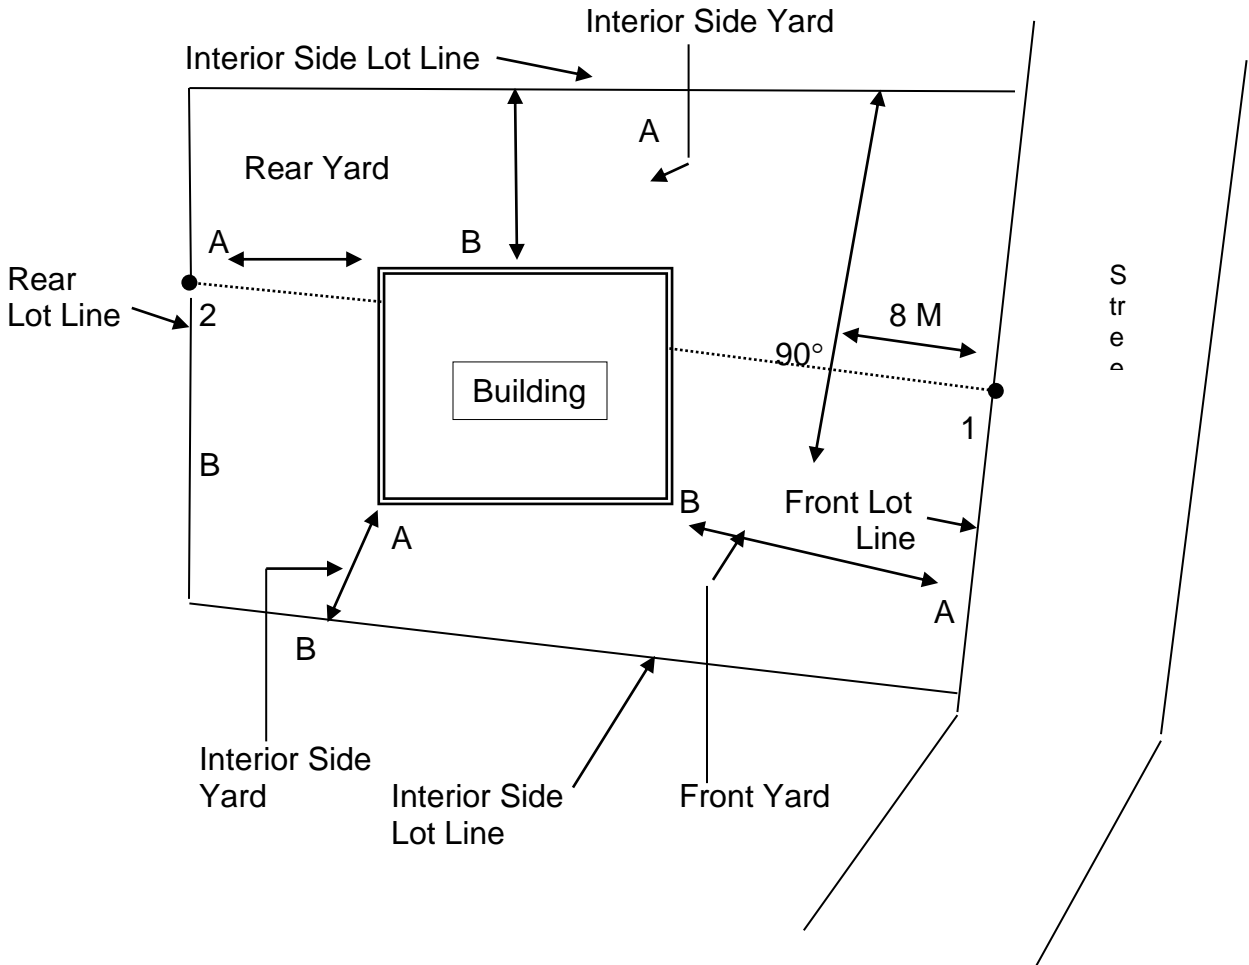 Interior Side Yard
Interior Side Lot Line
A
Rear Yard
A
B
Rear
Lot Line
2
S
tr
e
e
8 M
90°
Building
1
B
B
Front Lot
Line
A
A
B
Interior Side
Yard
Interior Side
Lot Line
Front Yard